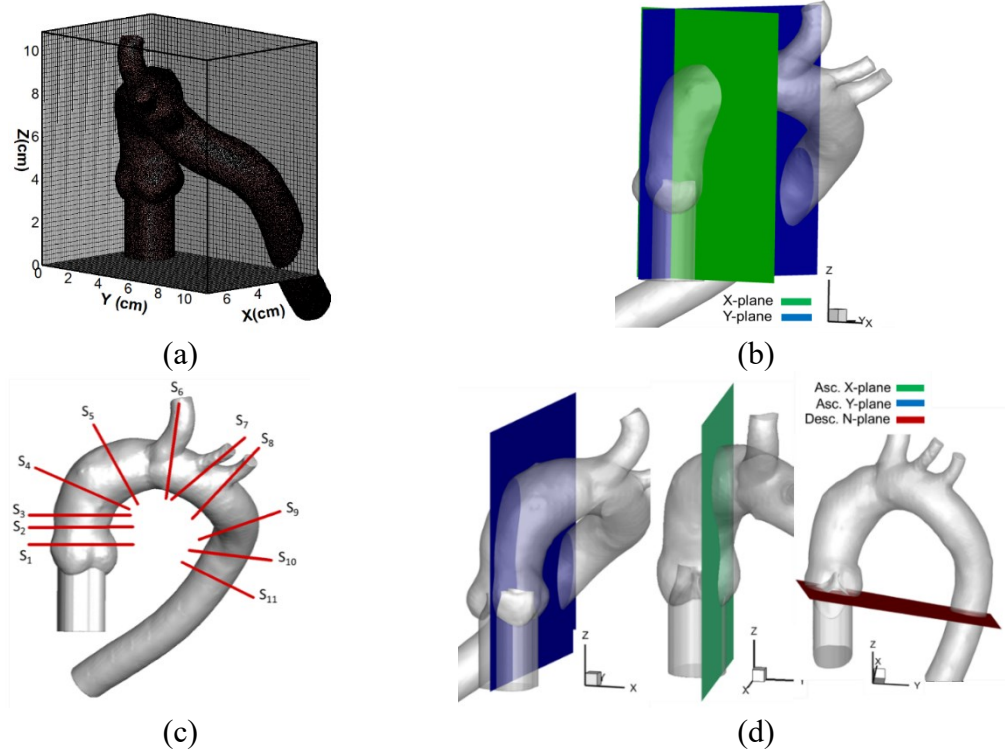 10
8
6
4
2
0
Z(cm)
0
2
4
6
8
10
Y (cm)
6
4
X(cm)
(a)
X-plane
Y-plane
Z
Y
X
(b)
S1
S2
S3
S4
S5
S6
S7
S8
S9
S10
S11
(c)
Asc. X-plane
Asc. Y-plane
Desc. N-plane
Z
Y
X
Z
X
Z
X
Y
(d)